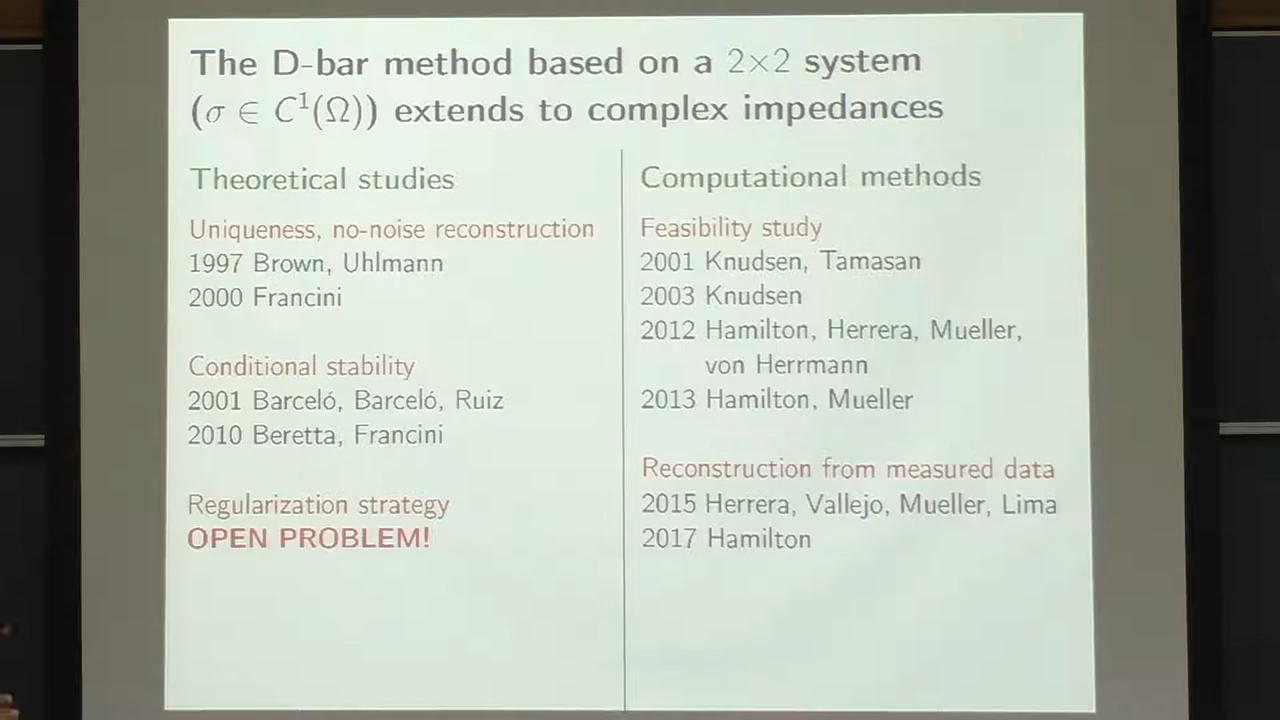 The D-bar method based on a 2×2 system
(σ ∈ C¹(Ω)) extends to complex impedances
Theoretical studies
Uniqueness, no-noise reconstruction
1997 Brown, Uhlmann
2000 Francini
Conditional stability
2001 Barceló, Barceló, Ruiz
2010 Beretta, Francini
Regularization strategy
OPEN PROBLEM!
Computational methods
Feasibility study
2001 Knudsen, Tamasan
2003 Knudsen
2012 Hamilton, Herrera, Mueller,
von Herrmann
2013 Hamilton, Mueller
Reconstruction from measured data
2015 Herrera, Vallejo, Mueller, Lima
2017 Hamilton